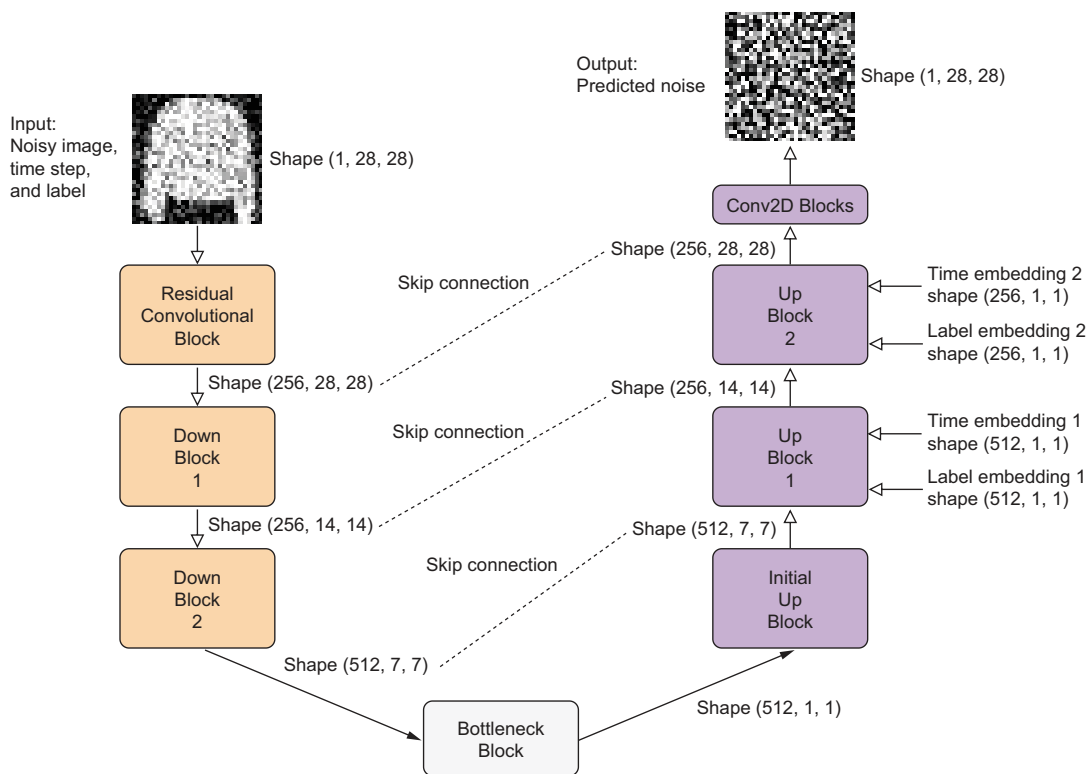 Input:
Noisy image,
time step,
and label
Shape (1, 28, 28)
Residual
Convolutional
Block
Shape (256, 28, 28)
Down
Block
1
Shape (256, 14, 14)
Down
Block
2
Shape (512, 7, 7)
Bottleneck
Block
Shape (512, 1, 1)
Skip connection
Skip connection
Skip connection
Output:
Predicted noise
Shape (1, 28, 28)
Conv2D Blocks
Shape (256, 28, 28)
Up
Block
2
Time embedding 2
shape (256, 1, 1)
Label embedding 2
shape (256, 1, 1)
Shape (256, 14, 14)
Up
Block
1
Time embedding 1
shape (512, 1, 1)
Label embedding 1
shape (512, 1, 1)
Shape (512, 7, 7)
Initial
Up
Block